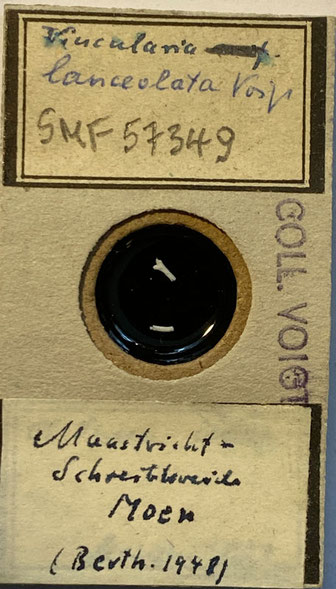 Vincularia
lanceolata Voigt
SMF 57349
COLL. VOIGT
Maastricht-
Schreibkreide
Moen
(Berth. 1948)